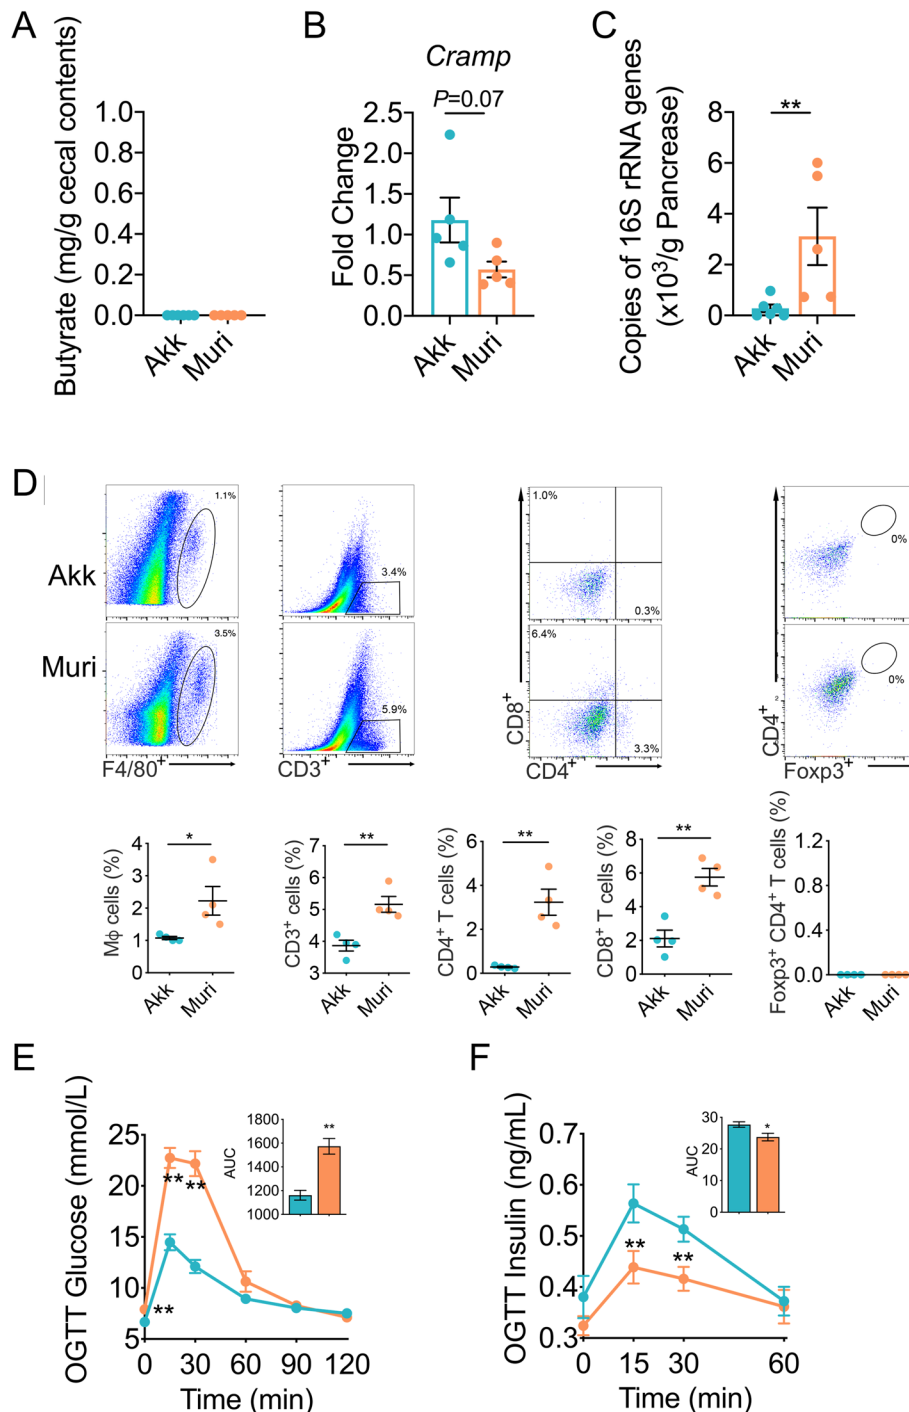 A
Butyrate (mg/g cecal contents)
1.0
0.8
0.6
0.4
0.2
0.0
Akk
Muri
B
Cramp
P=0.07
Fold Change
2.5
2.0
1.5
1.0
0.5
0.0
Akk
Muri
C
Copies of 16S rRNA genes
(x10³/g Pancrease)
**
8
6
4
2
0
Akk
Muri
D
Akk
Muri
1.1%
3.4%
1.0%
0.3%
0%
3.5%
5.9%
6.4%
3.3%
0%
F4/80⁺
CD3⁺
CD8⁺
CD4⁺
CD4⁺
Foxp3⁺
Mϕ cells (%)
*
4
3
2
1
0
Akk
Muri
CD3⁺ cells (%)
**
7
6
5
4
3
Akk
Muri
CD4⁺ T cells (%)
**
6
4
2
0
Akk
Muri
CD8⁺ T cells (%)
**
8
6
4
2
0
Akk
Muri
Foxp3⁺ CD4⁺ T cells (%)
1.2
0.9
0.6
0.3
0.0
Akk
Muri
E
OGTT Glucose (mmol/L)
25
20
15
10
5
**
**
**
0
30
60
90
120
Time (min)
AUC
1800
1600
1400
1200
1000
**
F
OGTT Insulin (ng/mL)
0.7
0.6
0.5
0.4
0.3
**
**
0
15
30
60
Time (min)
AUC
30
20
10
0
*